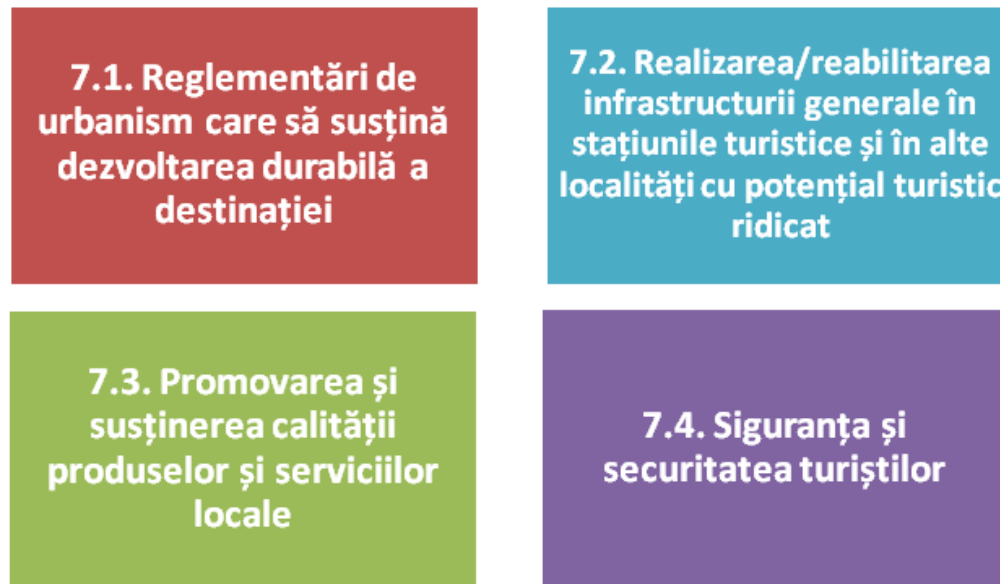 7.1. Reglementări de
urbanism care să susțină
dezvoltarea durabilă a
destinației
7.2. Realizarea/reabilitarea
infrastructurii generale în
stațiunile turistice și în alte
localități cu potențial turistic
ridicat
7.3. Promovarea și
susținerea calității
produselor și serviciilor
locale
7.4. Siguranța și
securitatea turiștilor